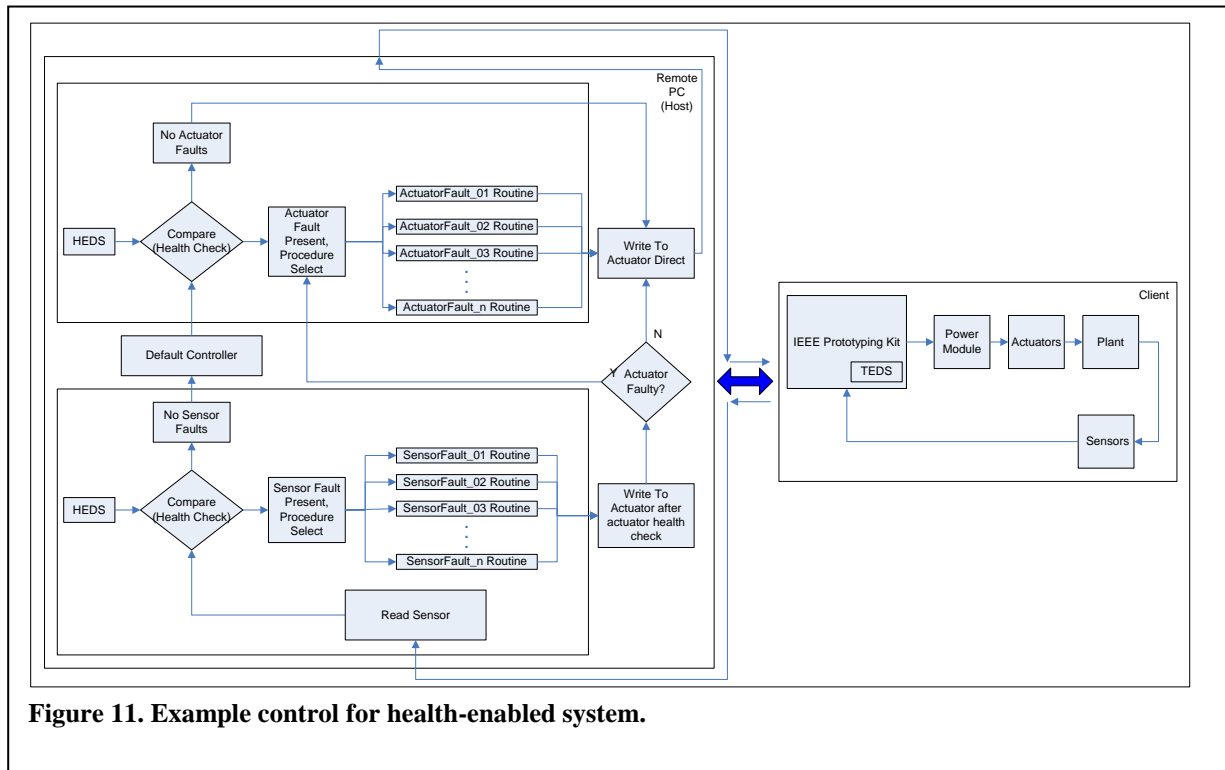 Remote
PC
(Host)
No Actuator
Faults
HEDS
Compare
(Health Check)
Actuator
Fault
Present,
Procedure
Select
ActuatorFault_01 Routine
ActuatorFault_02 Routine
ActuatorFault_03 Routine
.
.
.
ActuatorFault_n Routine
Write To
Actuator Direct
Default Controller
N
Y
Actuator
Faulty?
No Sensor
Faults
HEDS
Compare
(Health Check)
Sensor Fault
Present,
Procedure
Select
SensorFault_01 Routine
SensorFault_02 Routine
SensorFault_03 Routine
.
.
.
SensorFault_n Routine
Write To
Actuator after
actuator health
check
Read Sensor
Client
IEEE Prototyping Kit
TEDS
Power
Module
Actuators
Plant
Sensors
Figure 11. Example control for health-enabled system.